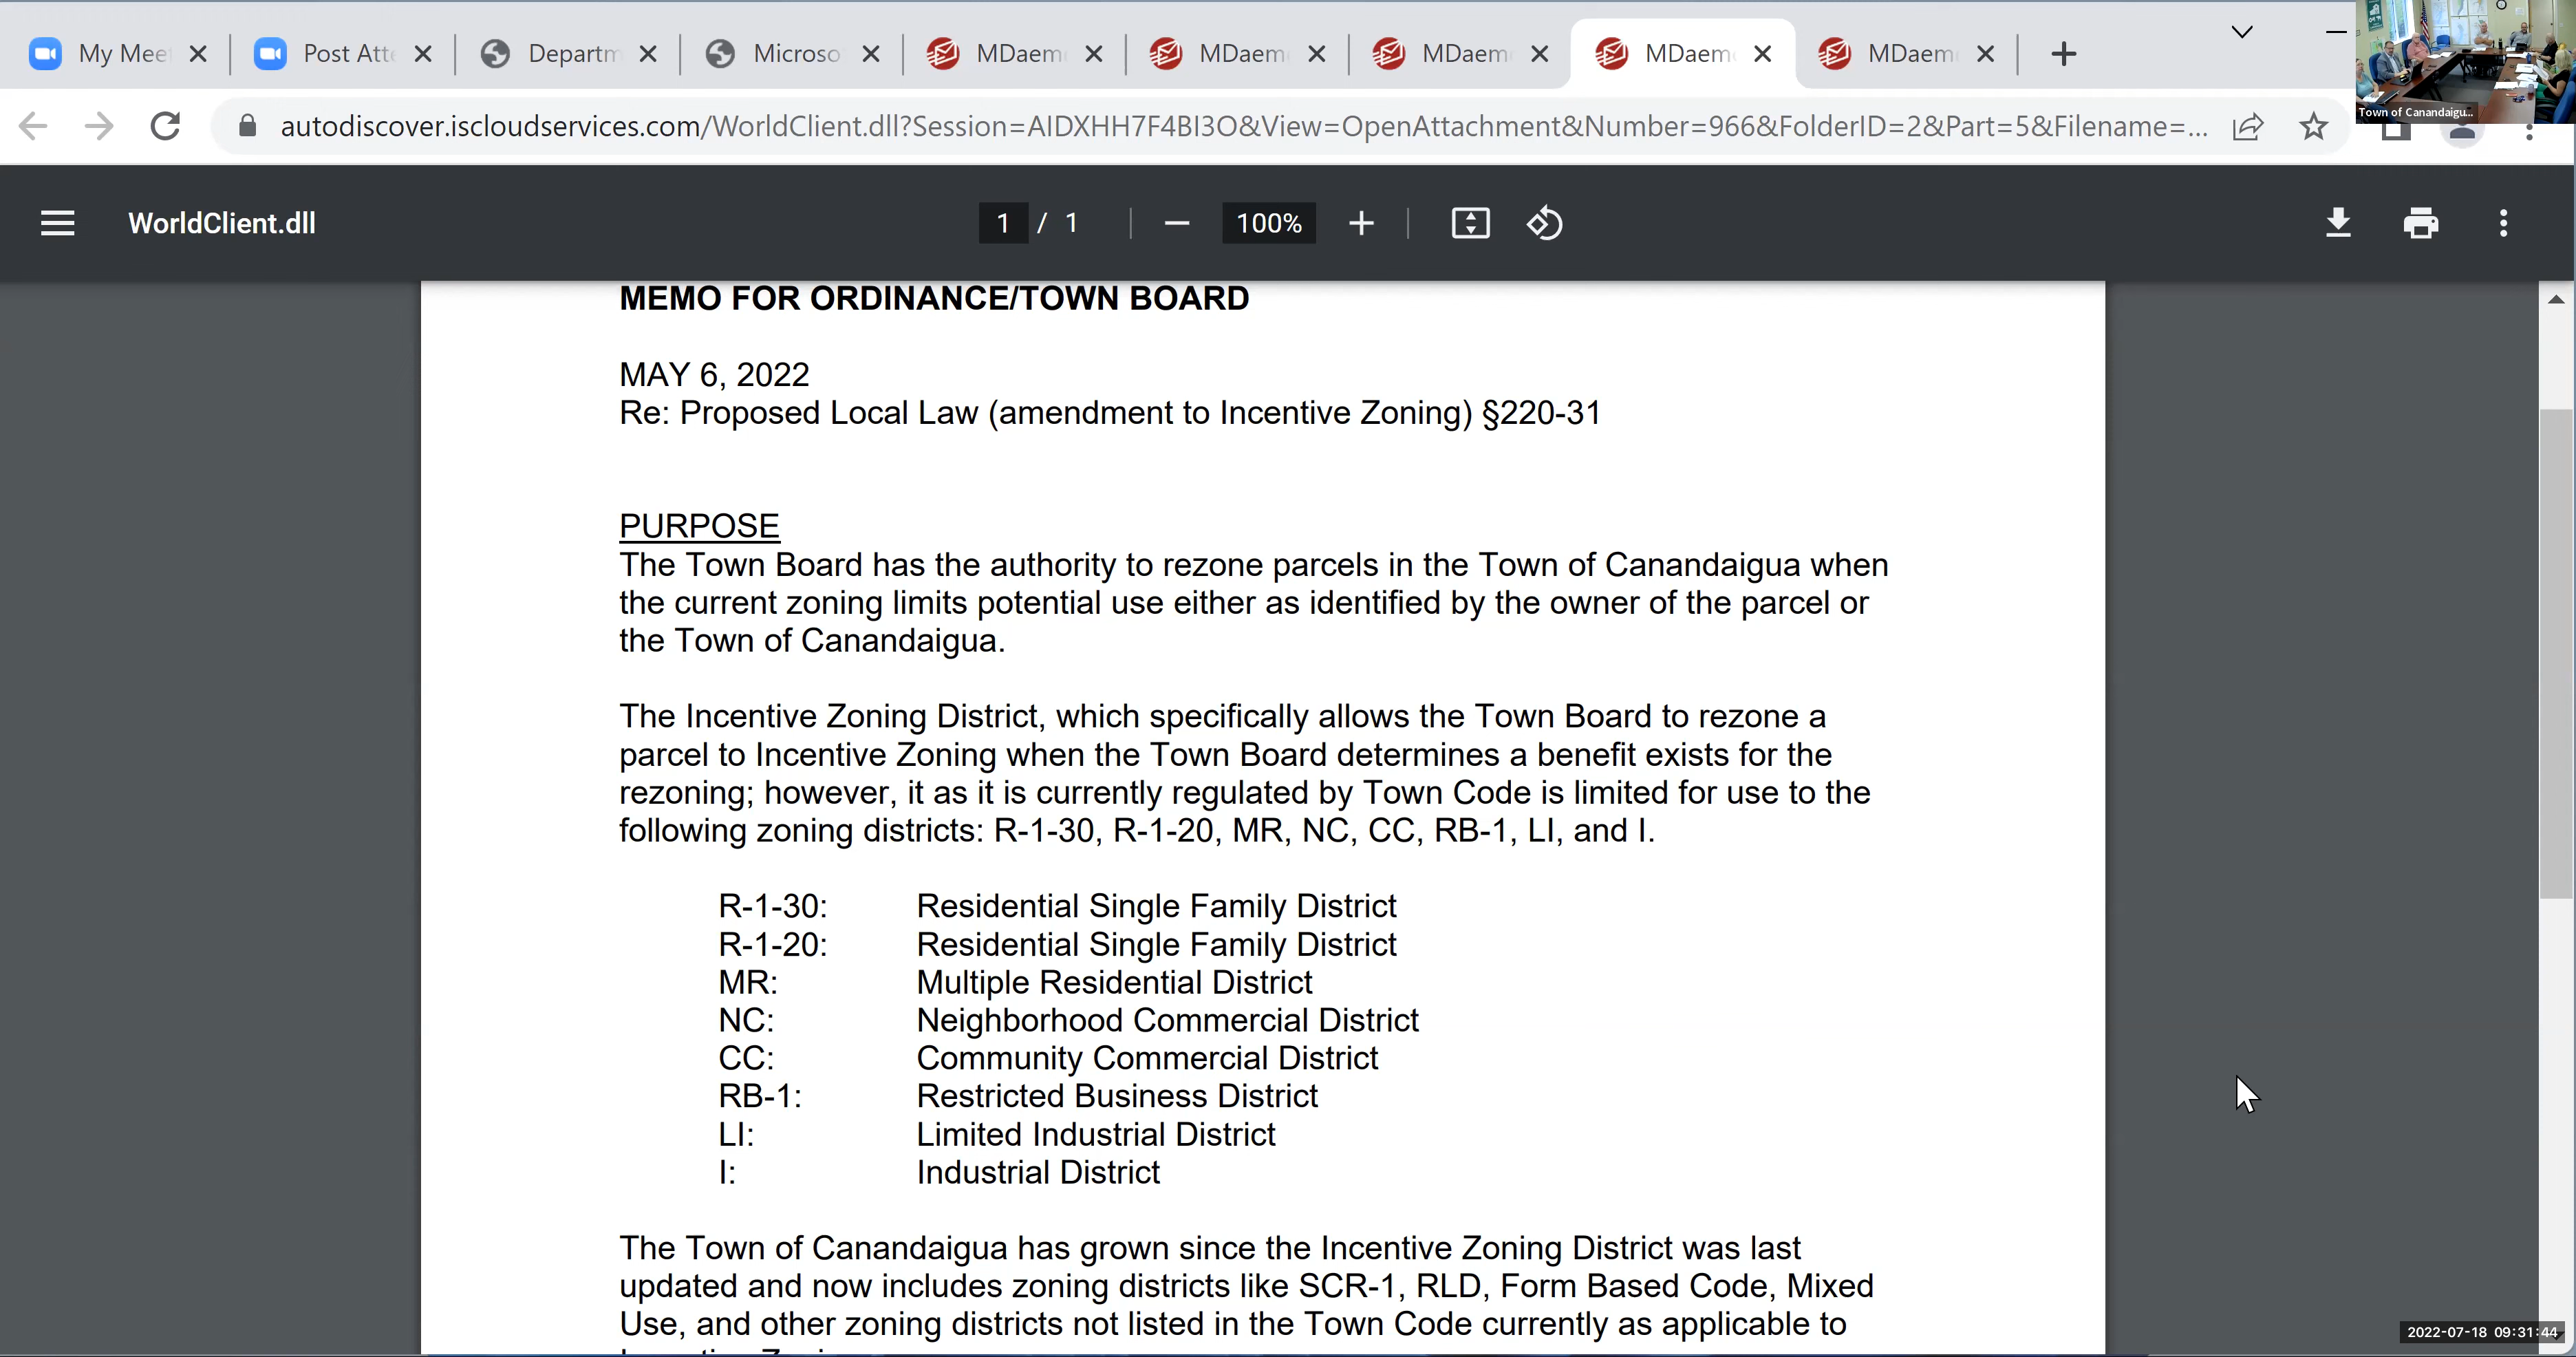 My Mee
Post Atte
Departm
Microso
MDaem
MDaem
MDaem
MDaem
MDaem
autodiscover.iscloudservices.com/WorldClient.dll?Session=AIDXHH7F4BI3O&View=OpenAttachment&Number=966&FolderID=2&Part=5&Filename=...
Town of Canandaigu...
WorldClient.dll
1 / 1
100%
MEMO FOR ORDINANCE/TOWN BOARD
MAY 6, 2022
Re: Proposed Local Law (amendment to Incentive Zoning) §220-31
PURPOSE
The Town Board has the authority to rezone parcels in the Town of Canandaigua when
the current zoning limits potential use either as identified by the owner of the parcel or
the Town of Canandaigua.
The Incentive Zoning District, which specifically allows the Town Board to rezone a
parcel to Incentive Zoning when the Town Board determines a benefit exists for the
rezoning; however, it as it is currently regulated by Town Code is limited for use to the
following zoning districts: R-1-30, R-1-20, MR, NC, CC, RB-1, LI, and I.
R-1-30: Residential Single Family District
R-1-20: Residential Single Family District
MR: Multiple Residential District
NC: Neighborhood Commercial District
CC: Community Commercial District
RB-1: Restricted Business District
LI: Limited Industrial District
I: Industrial District
The Town of Canandaigua has grown since the Incentive Zoning District was last
updated and now includes zoning districts like SCR-1, RLD, Form Based Code, Mixed
Use, and other zoning districts not listed in the Town Code currently as applicable to
2022-07-18 09:31:44